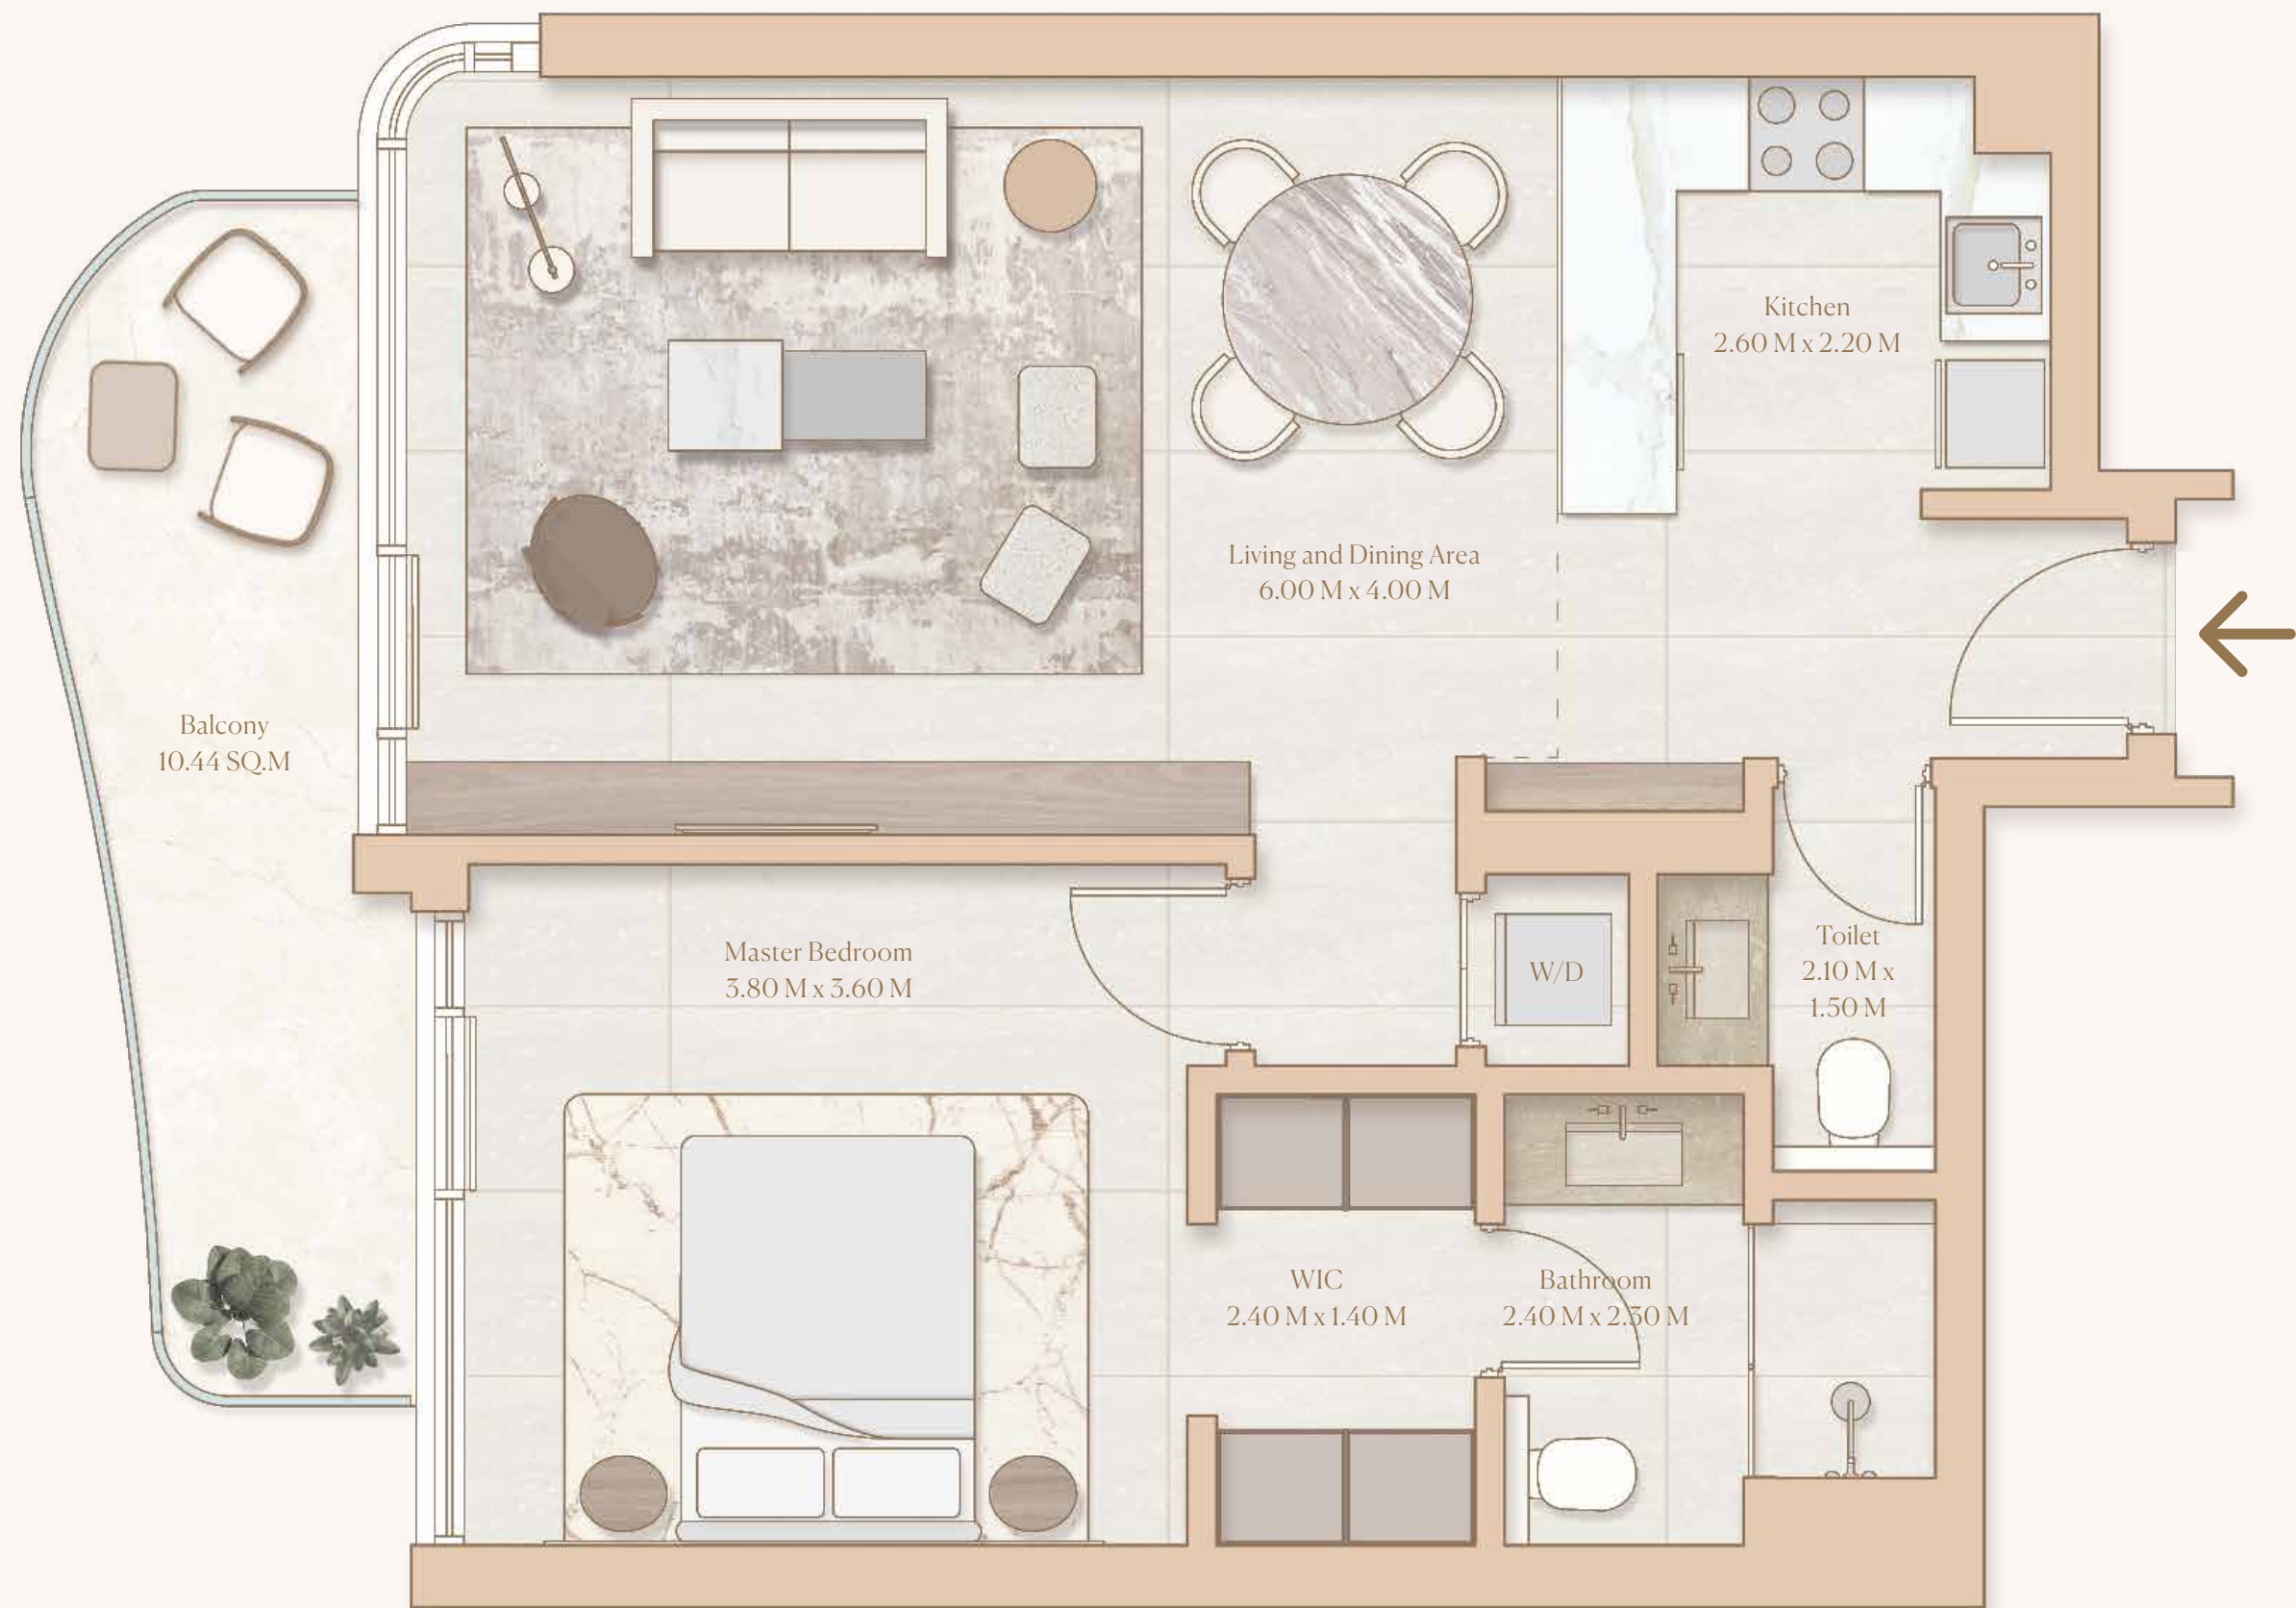 Kitchen
2.60 M x 2.20 M
Living and Dining Area
6.00 M x 4.00 M
Balcony
10.44 SQ.M
Master Bedroom
3.80 M x 3.60 M
W/D
Toilet
2.10 M x
1.50 M
WIC
2.40 M x 1.40 M
Bathroom
2.40 M x 2.30 M